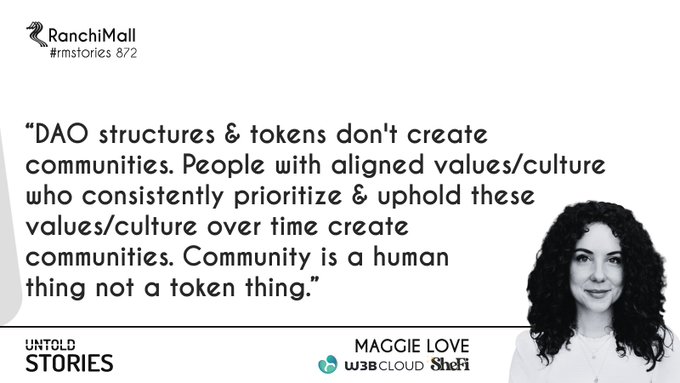 RanchiMall
#rmstories 872
“DAO structures & tokens don't create
communities. People with aligned values/culture
who consistently prioritize & uphold these
values/culture over time create
communities. Community is a human
thing not a token thing.”
UNTOLD
STORIES
MAGGIE LOVE
W3BCLOUD SheFi